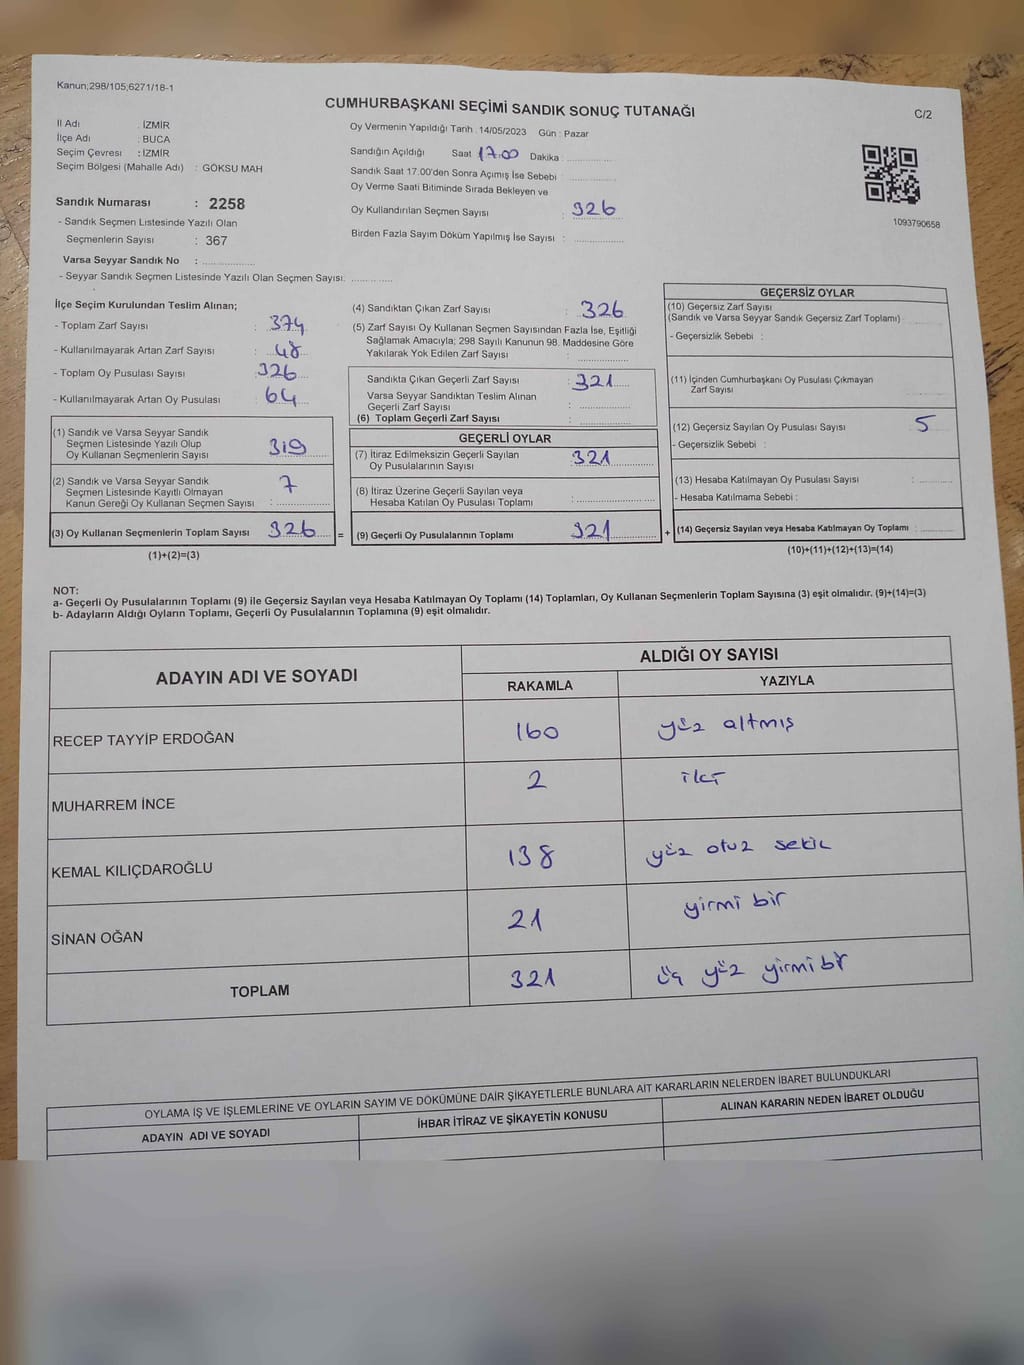 Kanun;298/105,6271/18-1
CUMHURBAŞKANI SEÇİMİ SANDIK SONUÇ TUTANAĞI
C/2
İl Adı : İZMİR
İlçe Adı : BUCA
Seçim Çevresi : İZMİR
Seçim Bölgesi (Mahalle Adı) : GÖKSU MAH
Sandık Numarası : 2258
- Sandık Seçmen Listesinde Yazılı Olan
Seçmenlerin Sayısı : 367
Varsa Seyyar Sandık No :
- Seyyar Sandık Seçmen Listesinde Yazılı Olan Seçmen Sayısı:
Oy Vermenin Yapıldığı Tarih : 14/05/2023 Gün : Pazar
Sandığın Açıldığı Saat 17.00 Dakika :
Sandık Saat 17.00'den Sonra Açımış İse Sebebi :
Oy Verme Saati Bitiminde Sırada Bekleyen ve
Oy Kullandırılan Seçmen Sayısı : 326
Birden Fazla Sayım Döküm Yapılmış İse Sayısı :
1093790658
İlçe Seçim Kurulundan Teslim Alınan;
- Toplam Zarf Sayısı : 374
- Kullanılmayarak Artan Zarf Sayısı : 48
- Toplam Oy Pusulası Sayısı : 326
- Kullanılmayarak Artan Oy Pusulası : 64
(1) Sandık ve Varsa Seyyar Sandık
Seçmen Listesinde Yazılı Olup
Oy Kullanan Seçmenlerin Sayısı : 319
(2) Sandık ve Varsa Seyyar Sandık
Seçmen Listesinde Kayıtlı Olmayan
Kanun Gereği Oy Kullanan Seçmen Sayısı : 7
(3) Oy Kullanan Seçmenlerin Toplam Sayısı 326
(1)+(2)=(3)
(4) Sandıktan Çıkan Zarf Sayısı : 326
(5) Zarf Sayısı Oy Kullanan Seçmen Sayısından Fazla İse, Eşitliği
Sağlamak Amacıyla; 298 Sayılı Kanunun 98. Maddesine Göre
Yakılarak Yok Edilen Zarf Sayısı :
Sandıkta Çıkan Geçerli Zarf Sayısı : 321
Varsa Seyyar Sandıktan Teslim Alınan
Geçerli Zarf Sayısı :
(6) Toplam Geçerli Zarf Sayısı :
GEÇERLİ OYLAR
(7) İtiraz Edilmeksizin Geçerli Sayılan
Oy Pusulalarının Sayısı : 321
(8) İtiraz Üzerine Geçerli Sayılan veya
Hesaba Katılan Oy Pusulası Toplamı :
= (9) Geçerli Oy Pusulalarının Toplamı 321
GEÇERSİZ OYLAR
(10) Geçersiz Zarf Sayısı
(Sandık ve Varsa Seyyar Sandık Geçersiz Zarf Toplamı)
- Geçersizlik Sebebi :
(11) İçinden Cumhurbaşkanı Oy Pusulası Çıkmayan
Zarf Sayısı
(12) Geçersiz Sayılan Oy Pusulası Sayısı 5
- Geçersizlik Sebebi :
(13) Hesaba Katılmayan Oy Pusulası Sayısı :
- Hesaba Katılmama Sebebi :
+ (14) Geçersiz Sayılan veya Hesaba Katılmayan Oy Toplamı :
(10)+(11)+(12)+(13)=(14)
NOT:
a- Geçerli Oy Pusulalarının Toplamı (9) ile Geçersiz Sayılan veya Hesaba Katılmayan Oy Toplamı (14) Toplamları, Oy Kullanan Seçmenlerin Toplam Sayısına (3) eşit olmalıdır. (9)+(14)=(3)
b- Adayların Aldığı Oyların Toplamı, Geçerli Oy Pusulalarının Toplamına (9) eşit olmalıdır.
ADAYIN ADI VE SOYADI
ALDIĞI OY SAYISI
RAKAMLA YAZIYLA
RECEP TAYYİP ERDOĞAN 160 yüz altmış
MUHARREM İNCE 2 iki
KEMAL KILIÇDAROĞLU 138 yüz otuz sekiz
SİNAN OĞAN 21 yirmi bir
TOPLAM 321 üç yüz yirmi bir
OYLAMA İŞ VE İŞLEMLERİNE VE OYLARIN SAYIM VE DÖKÜMÜNE DAİR ŞİKAYETLERLE BUNLARA AİT KARARLARIN NELERDEN İBARET BULUNDUKLARI
ADAYIN ADI VE SOYADI İHBAR İTİRAZ VE ŞİKAYETİN KONUSU ALINAN KARARIN NEDEN İBARET OLDUĞU